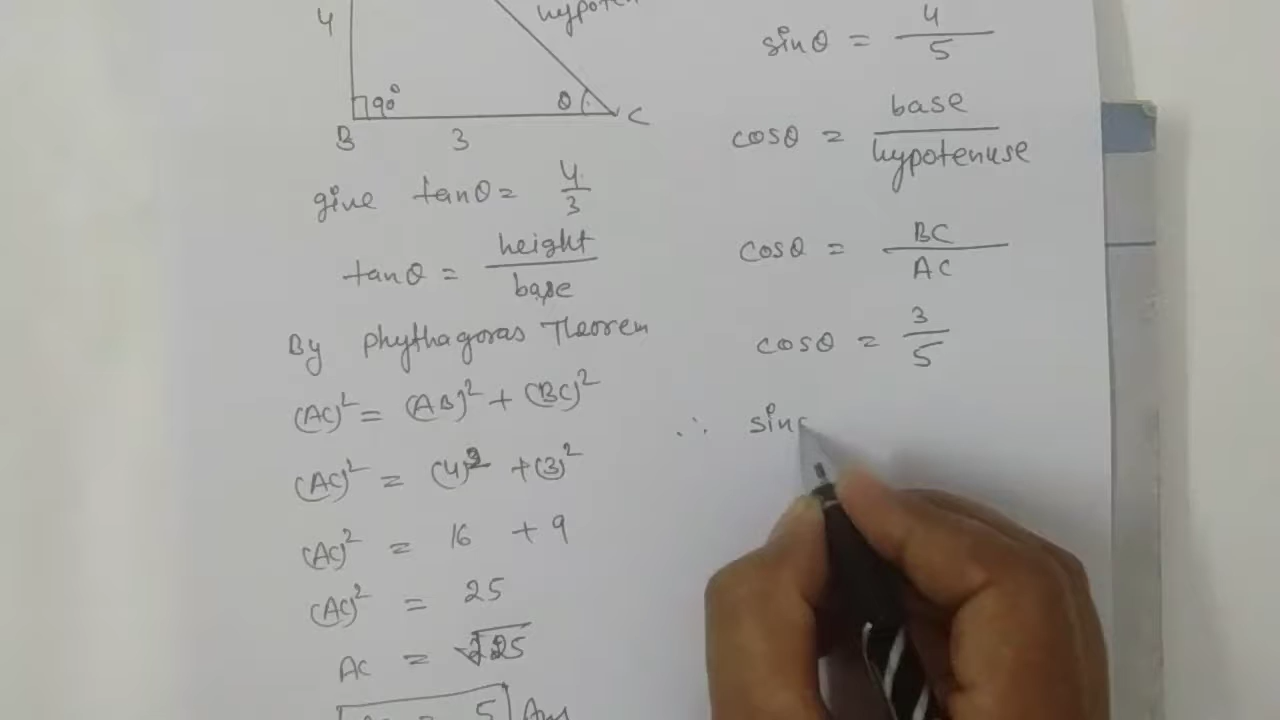 4
hypoten
90°
θ
B
3
C
give tanθ = 4/3
tanθ = height/base
By Phythagoras Theorem
(AC)² = (AB)² + (BC)²
(AC)² = (4)² + (3)²
(AC)² = 16 + 9
(AC)² = 25
AC = √25
5 Ans
sinθ = 4/5
cosθ = base/hypotenuse
cosθ = BC/AC
cosθ = 3/5
∴ sin